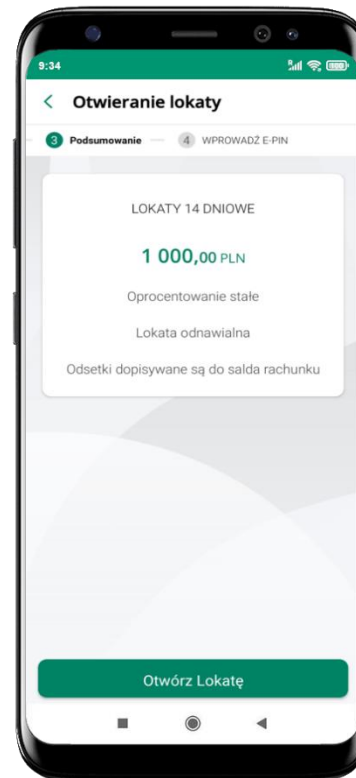 9:34
Otwieranie lokaty
3 Podsumowanie 4 WPROWADŹ E-PIN
LOKATY 14 DNIOWE
1 000,00 PLN
Oprocentowanie stałe
Lokata odnawialna
Odsetki dopisywane są do salda rachunku
Otwórz Lokatę